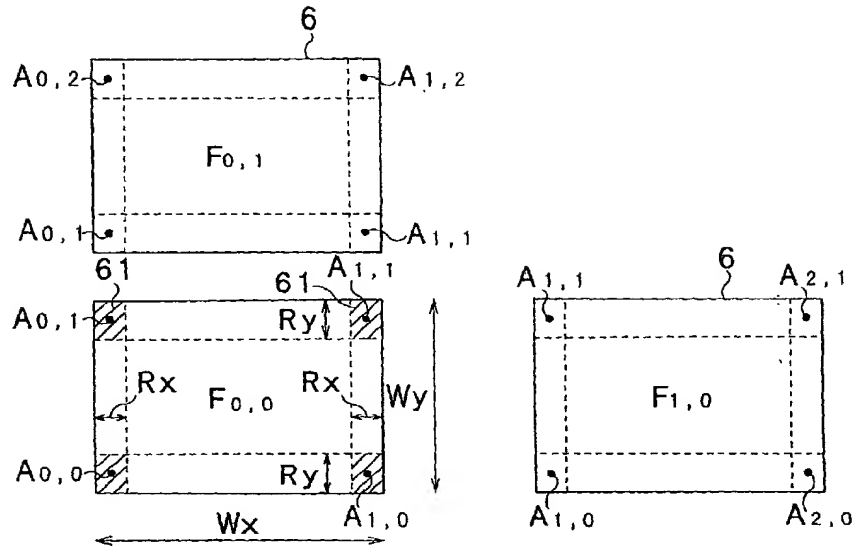 6
A0,2
A1,2
F0,1
A0,1
A1,1
61
61
A1,1
6
A1,1
A2,1
A0,1
Ry
Rx
F0,0
Rx
Wy
F1,0
A0,0
Ry
A1,0
A1,0
A2,0
Wx